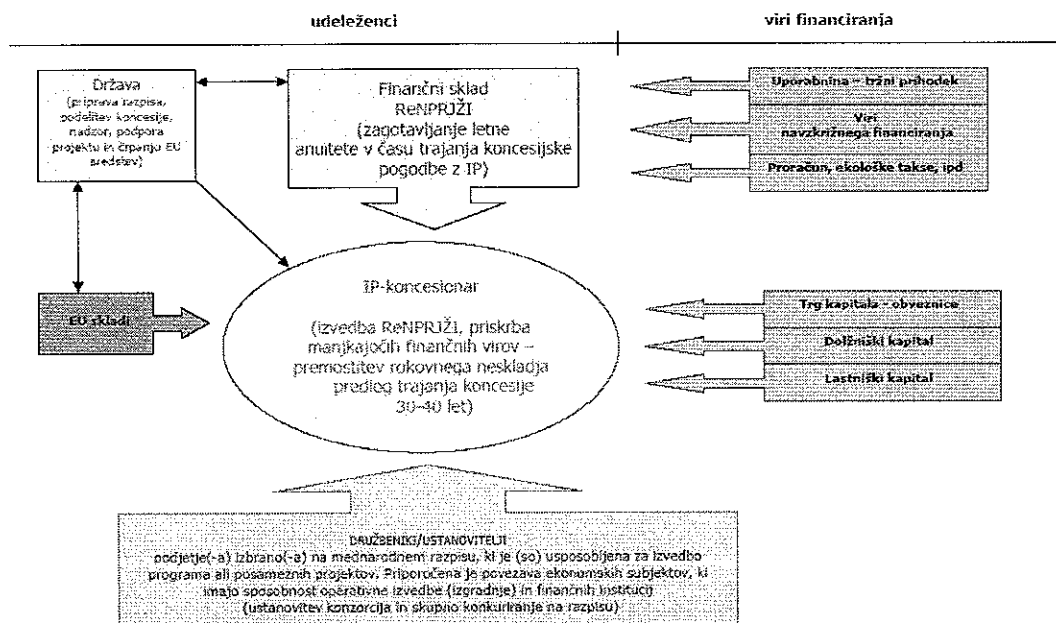 udeleženci
viri financiranja
Država
(priprava razpisa,
podelitev koncesije,
nadzor, podpora
projektu in črpanju EU
sredstev)
Finančni sklad
ReNPRJŽI
(zagotavljanje letne
anuitete v času trajanja koncesijske
pogodbe z IP)
Uporabnina – tržni prihodek
Viri
navzkrižnega financiranja
Proračun, ekološke takse, ipd
EU skladi
IP-koncesionar
(izvedba ReNPRJŽI, priskrba
manjkajočih finančnih virov –
premostitev rokovnega neskladja
predlog trajanja koncesije
30-40 let)
Trg kapitala - obveznice
Dolžniški kapital
Lastniški kapital
DRUŽBENIKI/USTANOVITELJI
podjetje(-a) izbrano(-a) na mednarodnem razpisu, ki je (so) usposobljena za izvedbo
programa ali posameznih projektov. Priporočena je povezava ekonomskih subjektov, ki
imajo sposobnost operativne izvedbe (izgradnje) in finančnih institucij
(ustanovitev konzorcija in skupno konkuriranje na razpisu)